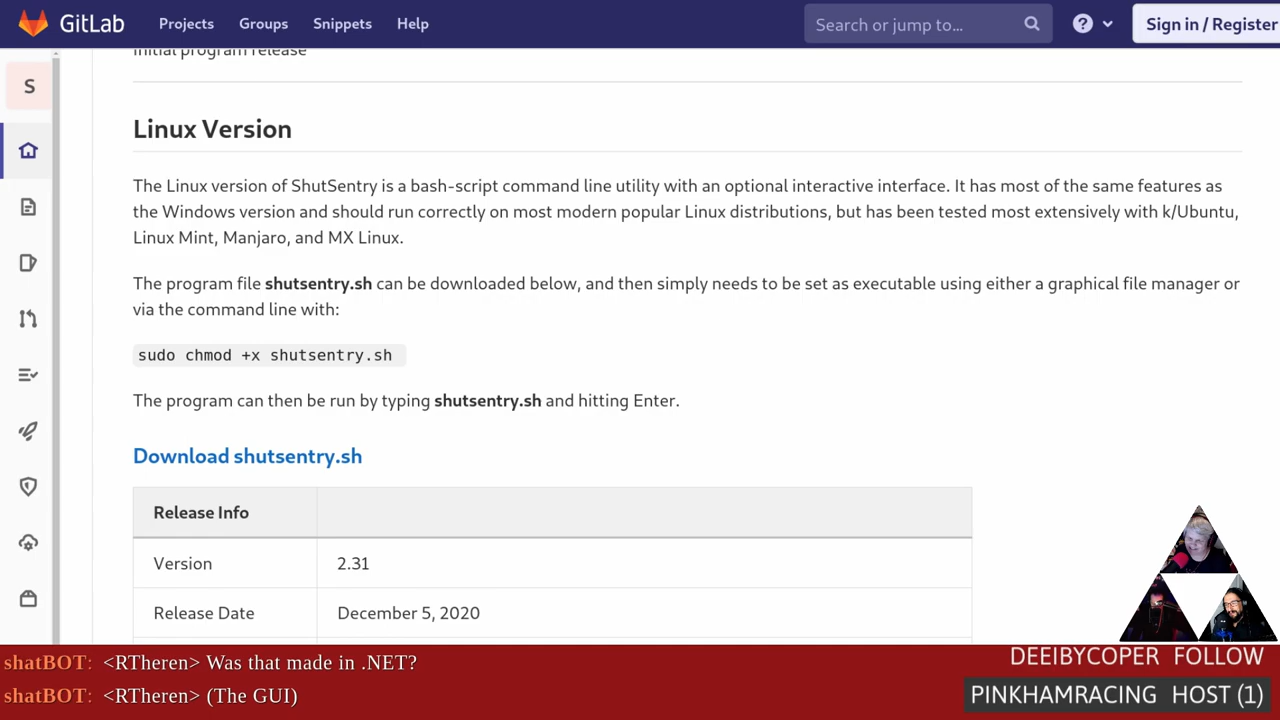 GitLab
Projects
Groups
Snippets
Help
Search or jump to...
Sign in / Register
Initial program release
S
Linux Version
The Linux version of ShutSentry is a bash-script command line utility with an optional interactive interface. It has most of the same features as
the Windows version and should run correctly on most modern popular Linux distributions, but has been tested most extensively with k/Ubuntu,
Linux Mint, Manjaro, and MX Linux.
The program file shutsentry.sh can be downloaded below, and then simply needs to be set as executable using either a graphical file manager or
via the command line with:
sudo chmod +x shutsentry.sh
The program can then be run by typing shutsentry.sh and hitting Enter.
Download shutsentry.sh
Release Info
Version 2.31
Release Date December 5, 2020
shatBOT: <RTheren> Was that made in .NET?
shatBOT: <RTheren> (The GUI)
DEEIBYCOPER FOLLOW
PINKHAMRACING HOST (1)